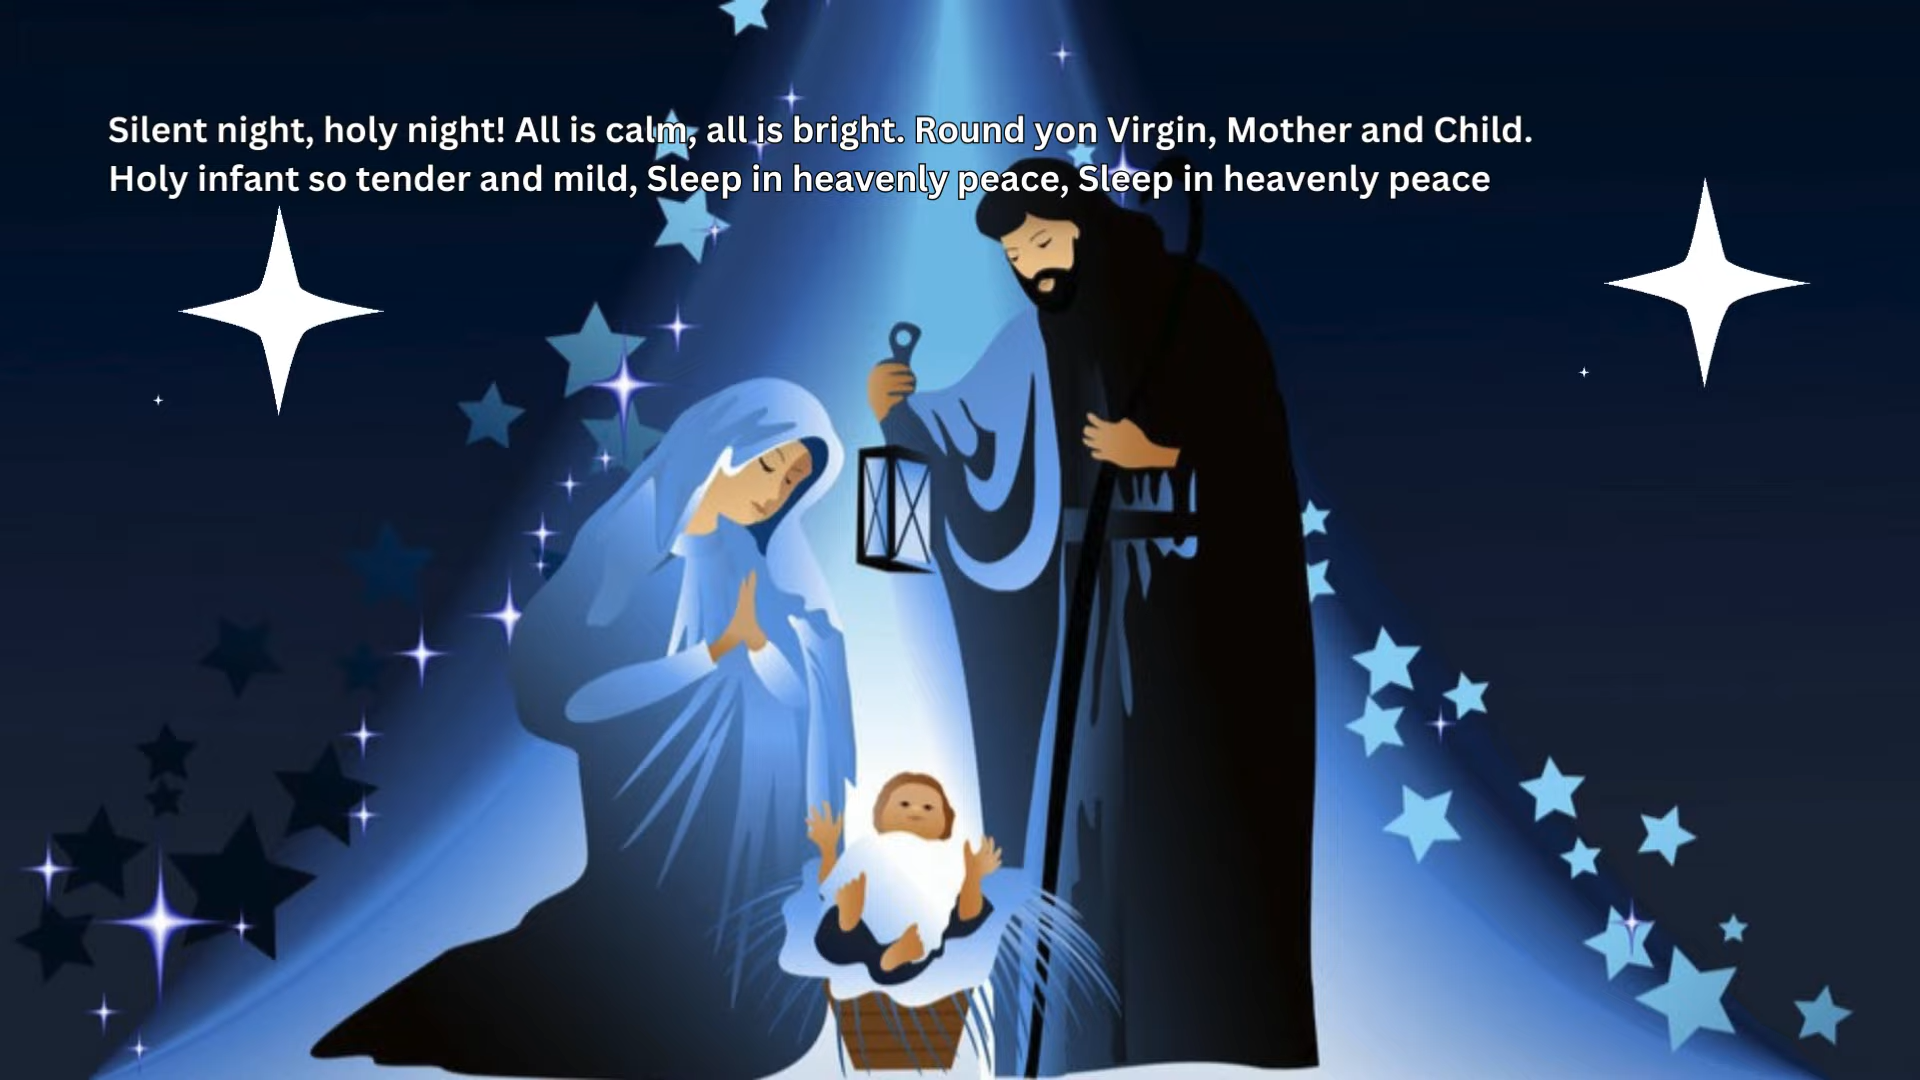 Silent night, holy night! All is calm, all is bright. Round yon Virgin, Mother and Child.
Holy infant so tender and mild, Sleep in heavenly peace, Sleep in heavenly peace